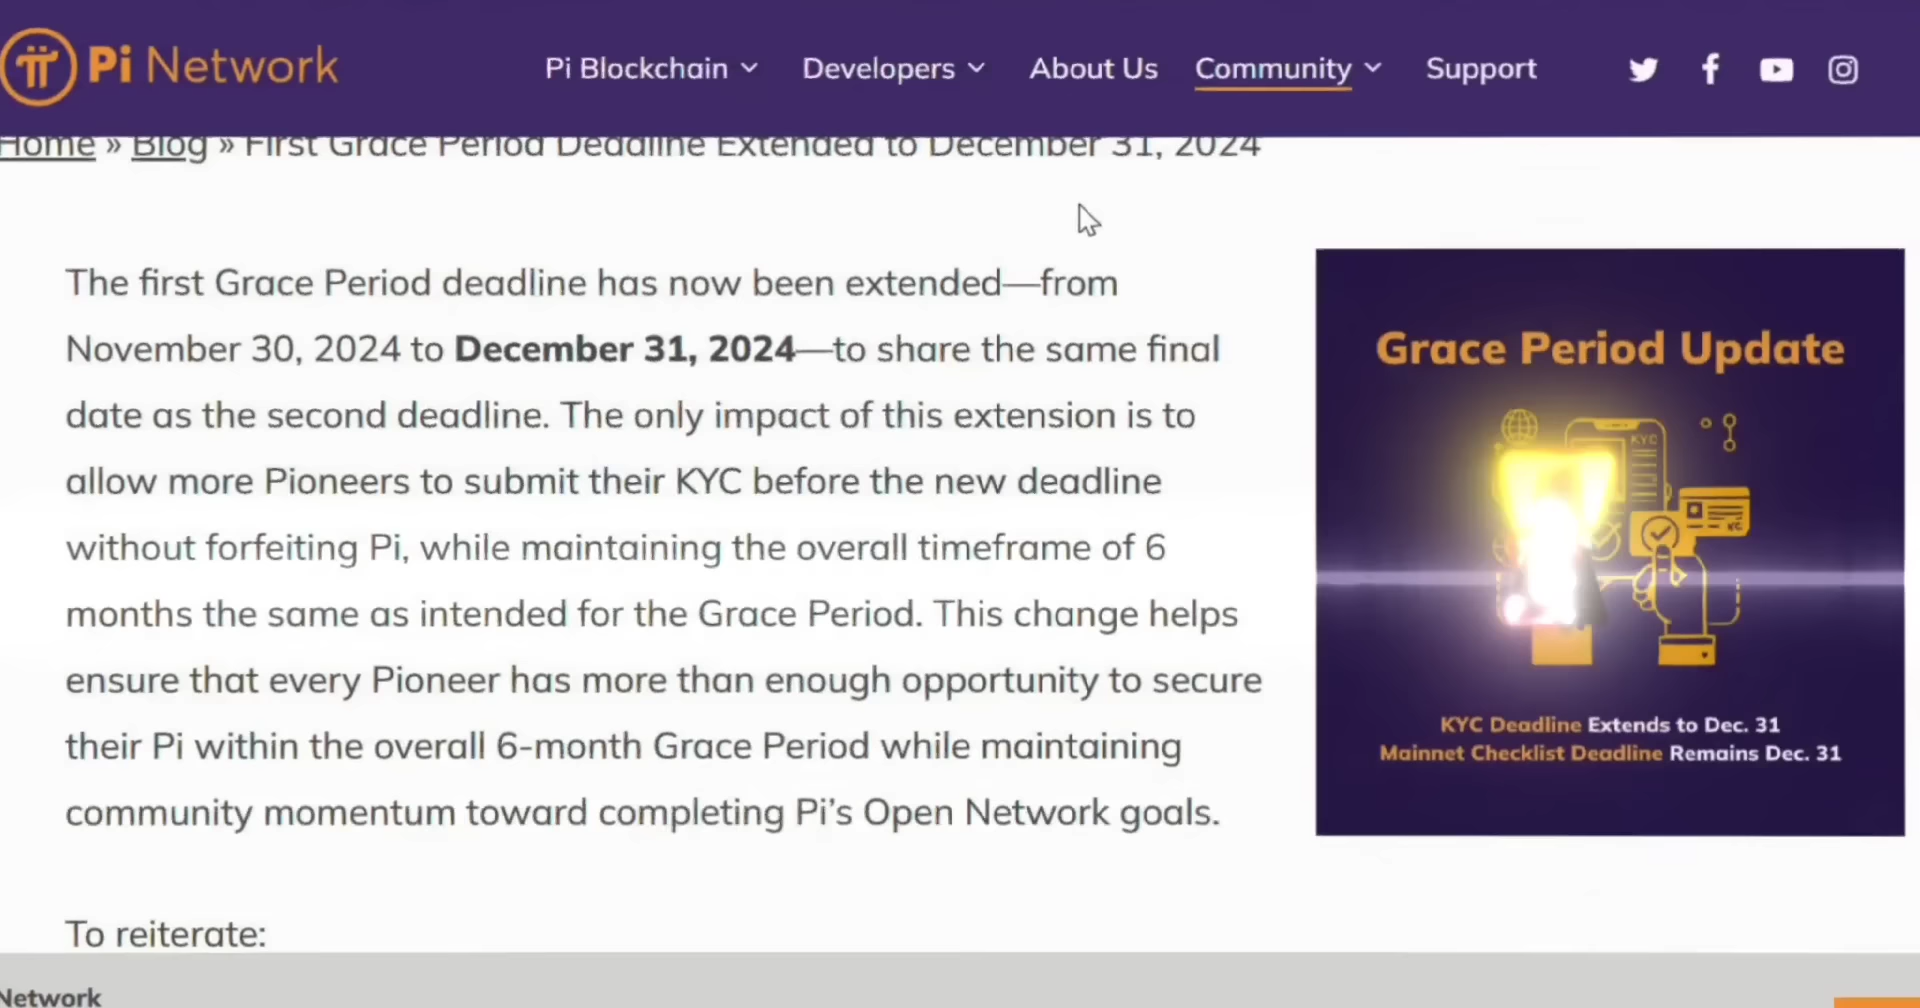 Pi Network
Pi Blockchain Developers About Us Community Support
Home » Blog » First Grace Period Deadline Extended to December 31, 2024
The first Grace Period deadline has now been extended—from
November 30, 2024 to December 31, 2024—to share the same final
date as the second deadline. The only impact of this extension is to
allow more Pioneers to submit their KYC before the new deadline
without forfeiting Pi, while maintaining the overall timeframe of 6
months the same as intended for the Grace Period. This change helps
ensure that every Pioneer has more than enough opportunity to secure
their Pi within the overall 6-month Grace Period while maintaining
community momentum toward completing Pi’s Open Network goals.
To reiterate:
Grace Period Update
KYC
KYC Deadline Extends to Dec. 31
Mainnet Checklist Deadline Remains Dec. 31
Network